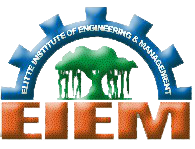 ELITTE INSTITUTE OF ENGINEERING & MANAGEMENT
EIEM